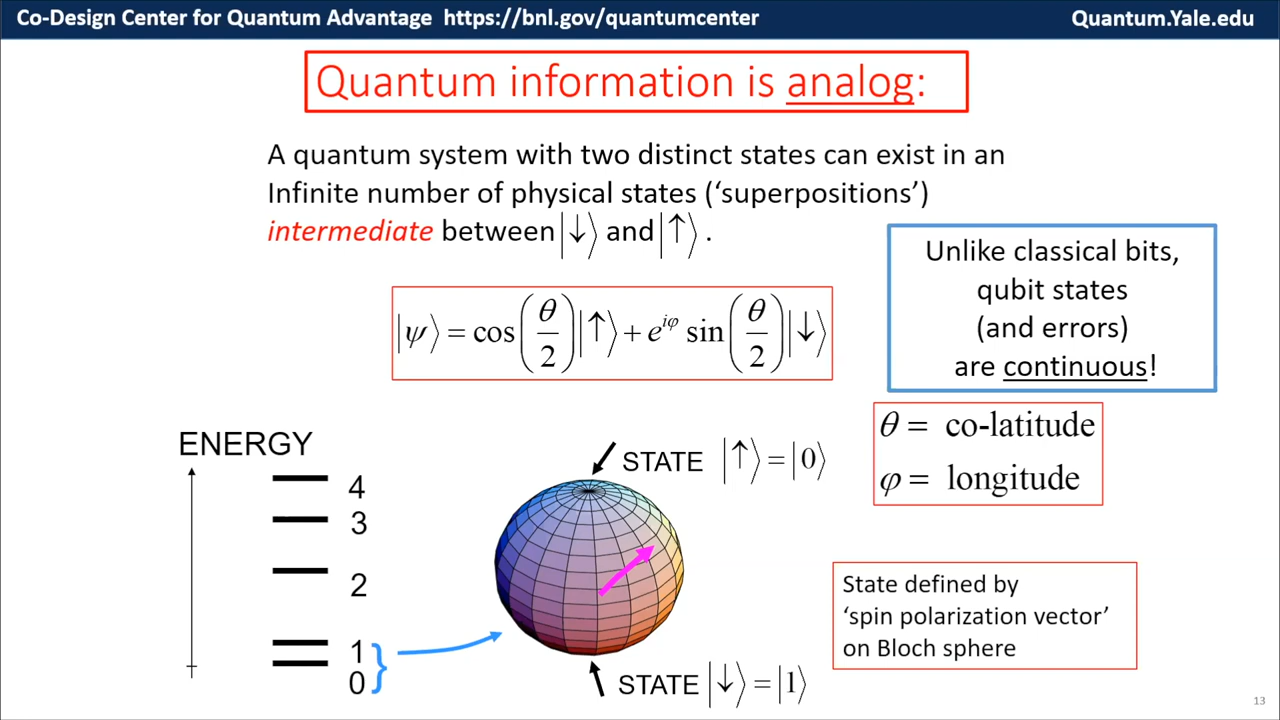 Co-Design Center for Quantum Advantage https://bnl.gov/quantumcenter
Quantum.Yale.edu
Quantum information is analog:
A quantum system with two distinct states can exist in an
Infinite number of physical states (‘superpositions’)
intermediate between |↓⟩ and |↑⟩ .
Unlike classical bits,
qubit states
(and errors)
are continuous!
|ψ⟩ = cos(θ/2)|↑⟩ + e^{iφ} sin(θ/2)|↓⟩
θ = co-latitude
φ = longitude
ENERGY
4
3
2
1
0
STATE |↑⟩ = |0⟩
STATE |↓⟩ = |1⟩
State defined by
‘spin polarization vector’
on Bloch sphere
13